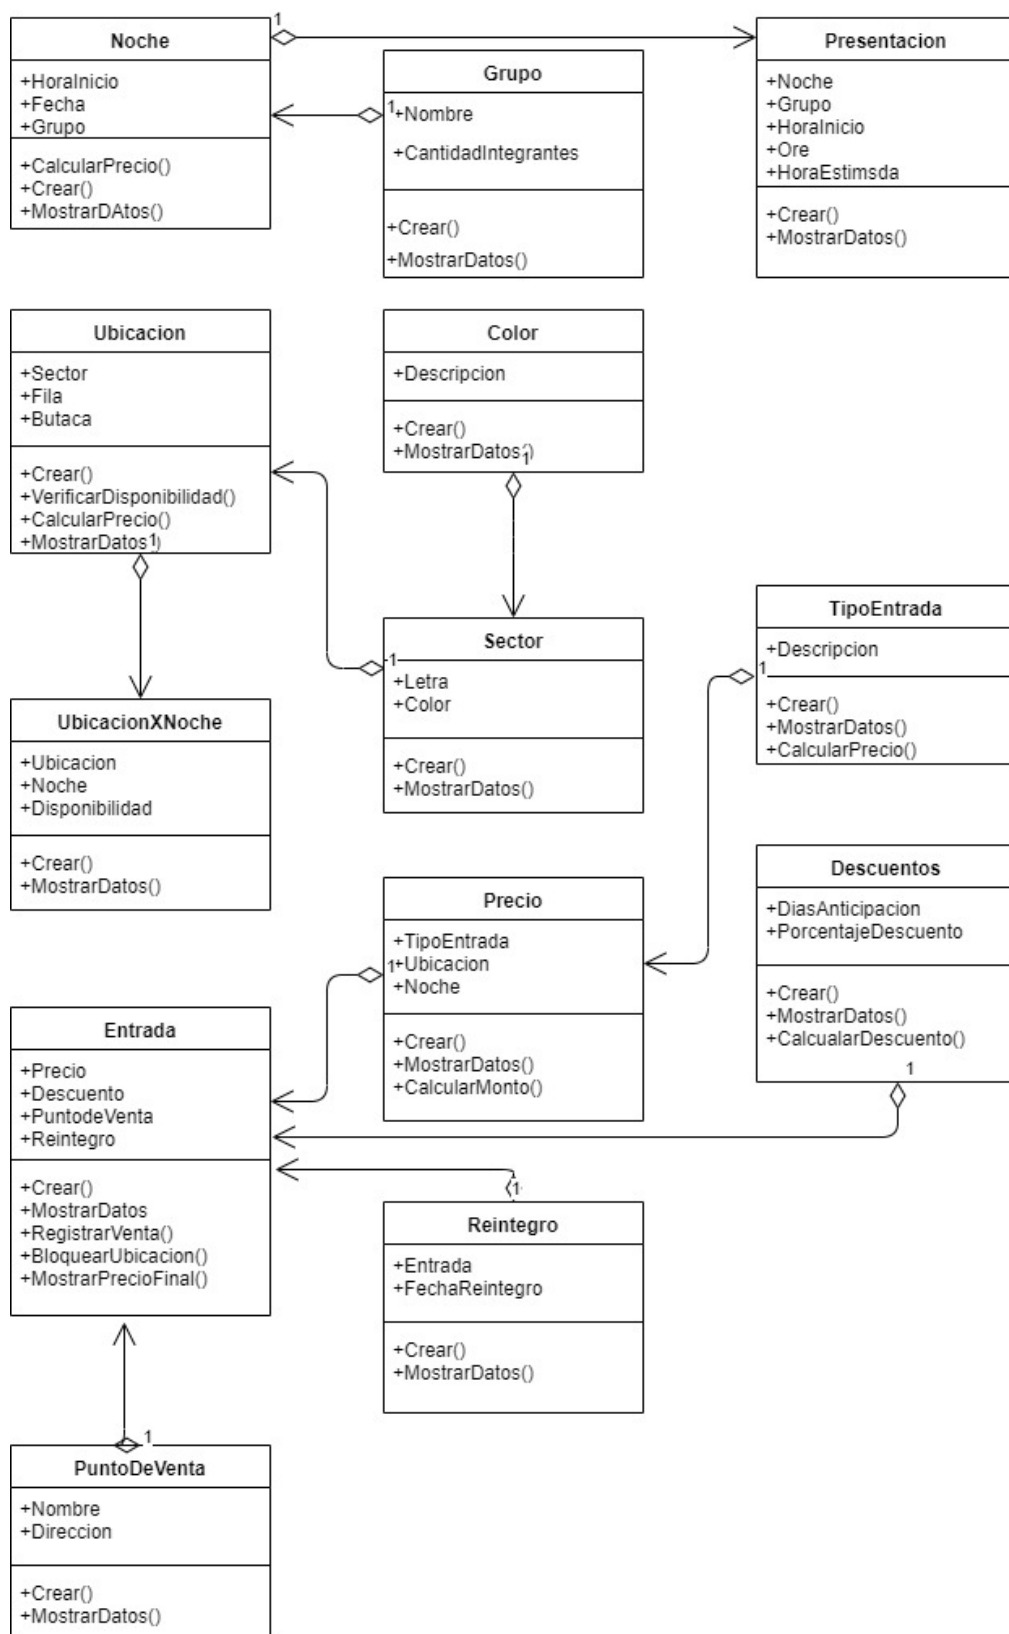 Noche
+HoraInicio
+Fecha
+Grupo
+CalcularPrecio()
+Crear()
+MostrarDAtos()
1
Grupo
1
+Nombre
+CantidadIntegrantes
+Crear()
+MostrarDatos()
Presentacion
+Noche
+Grupo
+HoraInicio
+Ore
+HoraEstimsda
+Crear()
+MostrarDatos()
Ubicacion
+Sector
+Fila
+Butaca
+Crear()
+VerificarDisponibilidad()
+CalcularPrecio()
+MostrarDatos()
1
Color
+Descripcion
+Crear()
+MostrarDatos()
1
UbicacionXNoche
+Ubicacion
+Noche
+Disponibilidad
+Crear()
+MostrarDatos()
Sector
1
+Letra
+Color
+Crear()
+MostrarDatos()
TipoEntrada
+Descripcion
1
+Crear()
+MostrarDatos()
+CalcularPrecio()
Precio
+TipoEntrada
1
+Ubicacion
+Noche
+Crear()
+MostrarDatos()
+CalcularMonto()
Descuentos
+DiasAnticipacion
+PorcentajeDescuento
+Crear()
+MostrarDatos()
+CalcualarDescuento()
1
Entrada
+Precio
+Descuento
+PuntodeVenta
+Reintegro
+Crear()
+MostrarDatos
+RegistrarVenta()
+BloquearUbicacion()
+MostrarPrecioFinal()
1
Reintegro
+Entrada
+FechaReintegro
+Crear()
+MostrarDatos()
1
PuntoDeVenta
+Nombre
+Direccion
+Crear()
+MostrarDatos()